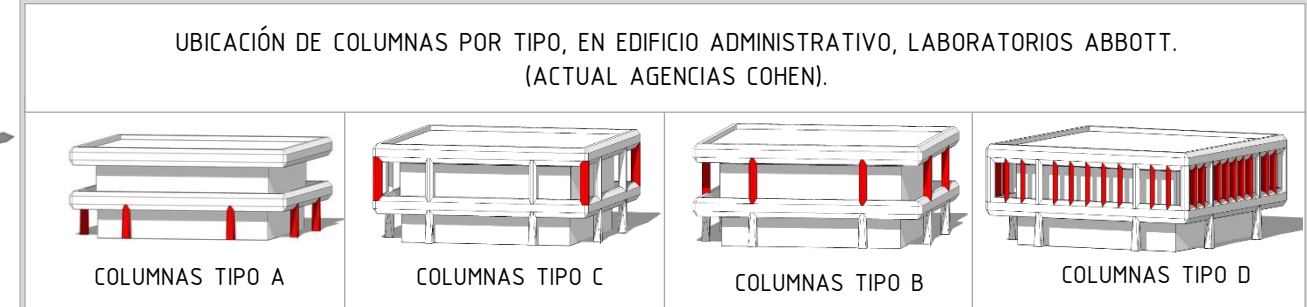 UBICACIÓN DE COLUMNAS POR TIPO, EN EDIFICIO ADMINISTRATIVO, LABORATORIOS ABBOTT.
(ACTUAL AGENCIAS COHEN).
COLUMNAS TIPO A
COLUMNAS TIPO C
COLUMNAS TIPO B
COLUMNAS TIPO D